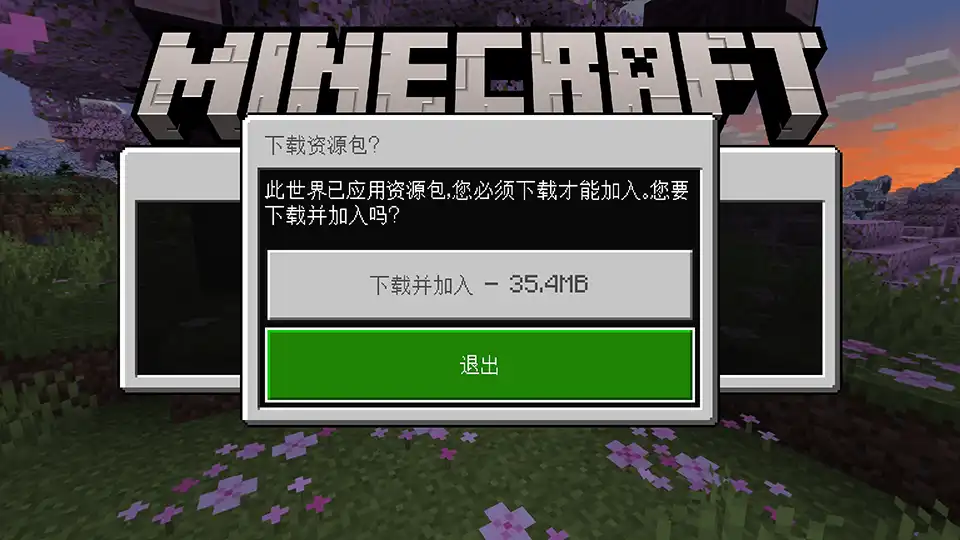 MINECRAFT
下载资源包?
此世界已应用资源包,您必须下载才能加入。您要
下载并加入吗?
下载并加入 - 35.4MB
退出